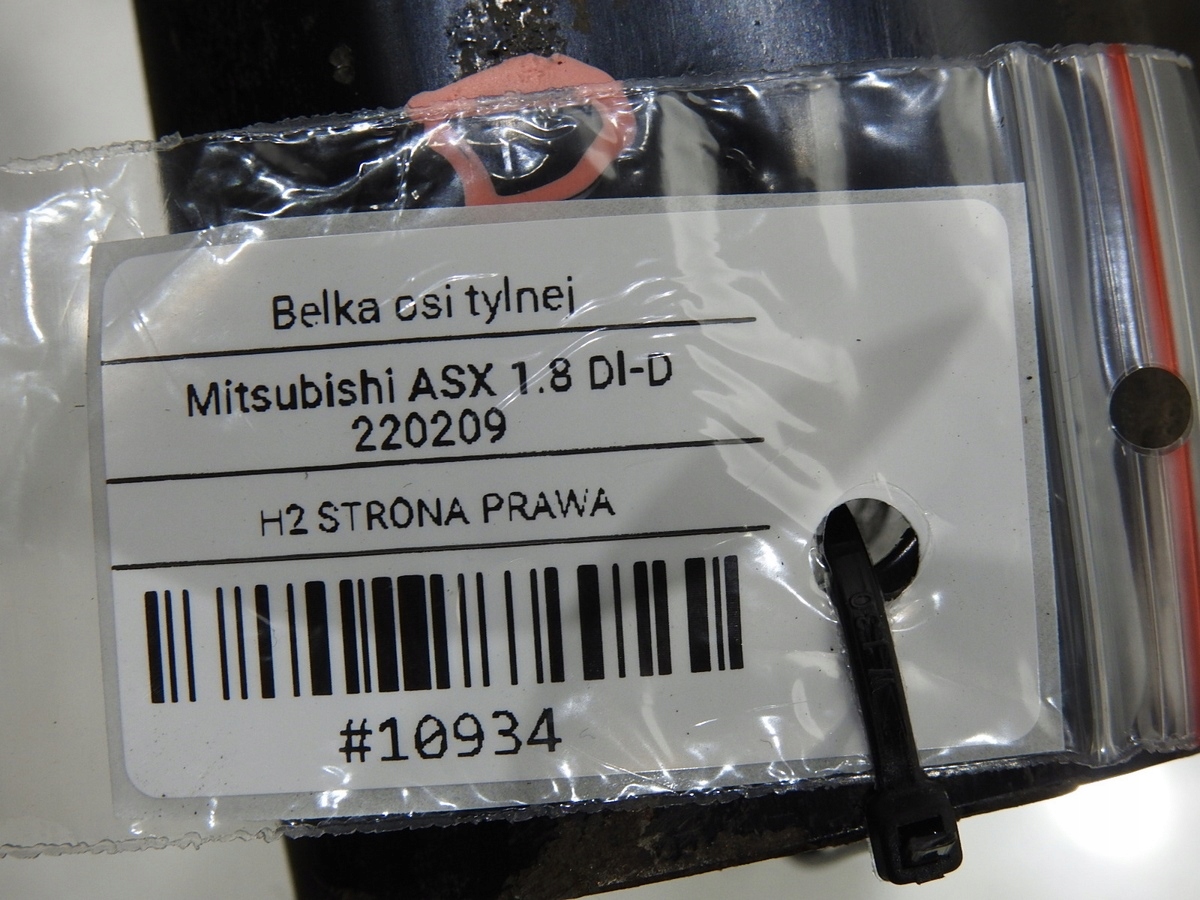 Belka osi tylnej
Mitsubishi ASX 1.8 DI-D
220209
H2 STRONA PRAWA
#10934